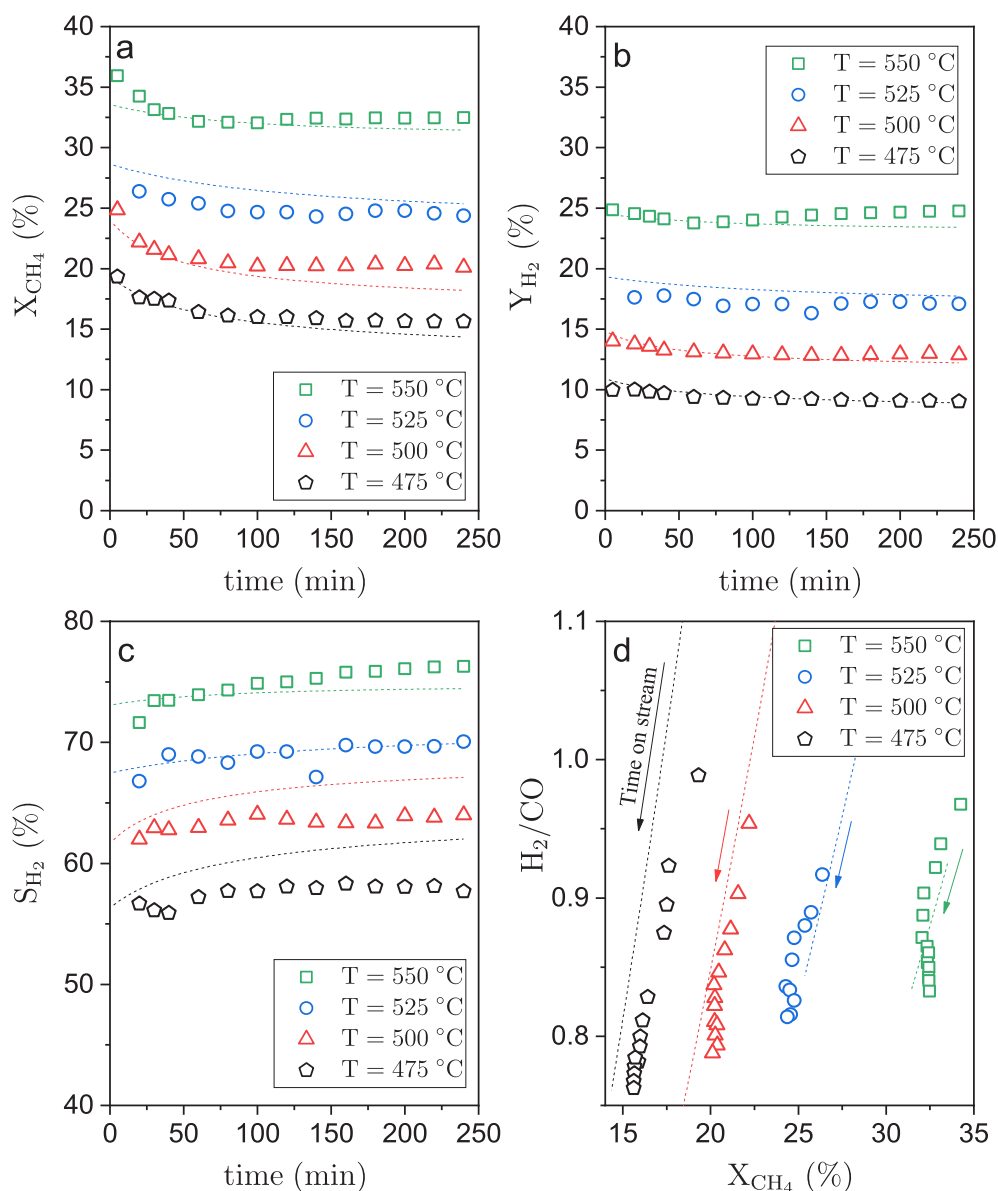 a
X_CH4 (%)
40
35
30
25
20
15
10
5
0
T = 550 °C
T = 525 °C
T = 500 °C
T = 475 °C
0 50 100 150 200 250
time (min)
b
Y_H2 (%)
40
35
30
25
20
15
10
5
0
T = 550 °C
T = 525 °C
T = 500 °C
T = 475 °C
0 50 100 150 200 250
time (min)
c
S_H2 (%)
80
70
60
50
40
T = 550 °C
T = 525 °C
T = 500 °C
T = 475 °C
0 50 100 150 200 250
time (min)
d
H2/CO
1.1
1.0
0.9
0.8
Time on stream
T = 550 °C
T = 525 °C
T = 500 °C
T = 475 °C
15 20 25 30 35
X_CH4 (%)